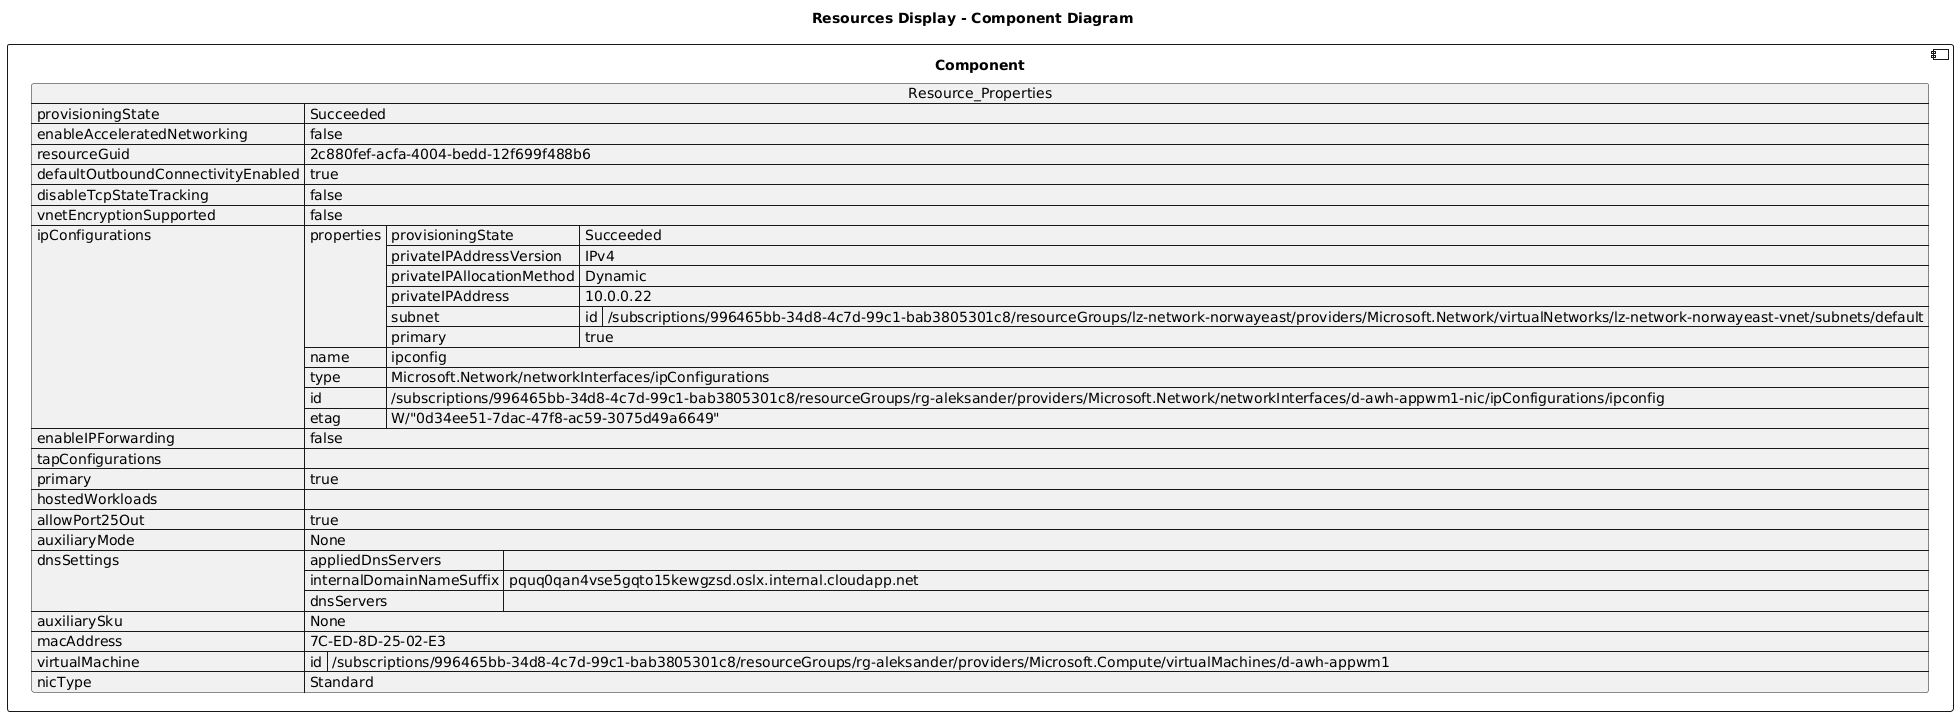 Resources Display - Component Diagram
Component
Resource_Properties
provisioningState Succeeded
enableAcceleratedNetworking false
resourceGuid 2c880fef-acfa-4004-bedd-12f699f488b6
defaultOutboundConnectivityEnabled true
disableTcpStateTracking false
vnetEncryptionSupported false
ipConfigurations properties provisioningState Succeeded
privateIPAddressVersion IPv4
privateIPAllocationMethod Dynamic
privateIPAddress 10.0.0.22
subnet id /subscriptions/996465bb-34d8-4c7d-99c1-bab3805301c8/resourceGroups/lz-network-norwayeast/providers/Microsoft.Network/virtualNetworks/lz-network-norwayeast-vnet/subnets/default
primary true
name ipconfig
type Microsoft.Network/networkInterfaces/ipConfigurations
id /subscriptions/996465bb-34d8-4c7d-99c1-bab3805301c8/resourceGroups/rg-aleksander/providers/Microsoft.Network/networkInterfaces/d-awh-appwm1-nic/ipConfigurations/ipconfig
etag W/"0d34ee51-7dac-47f8-ac59-3075d49a6649"
enableIPForwarding false
tapConfigurations
primary true
hostedWorkloads
allowPort25Out true
auxiliaryMode None
dnsSettings appliedDnsServers
internalDomainNameSuffix pquq0qan4vse5gqto15kewgzsd.oslx.internal.cloudapp.net
dnsServers
auxiliarySku None
macAddress 7C-ED-8D-25-02-E3
virtualMachine id /subscriptions/996465bb-34d8-4c7d-99c1-bab3805301c8/resourceGroups/rg-aleksander/providers/Microsoft.Compute/virtualMachines/d-awh-appwm1
nicType Standard